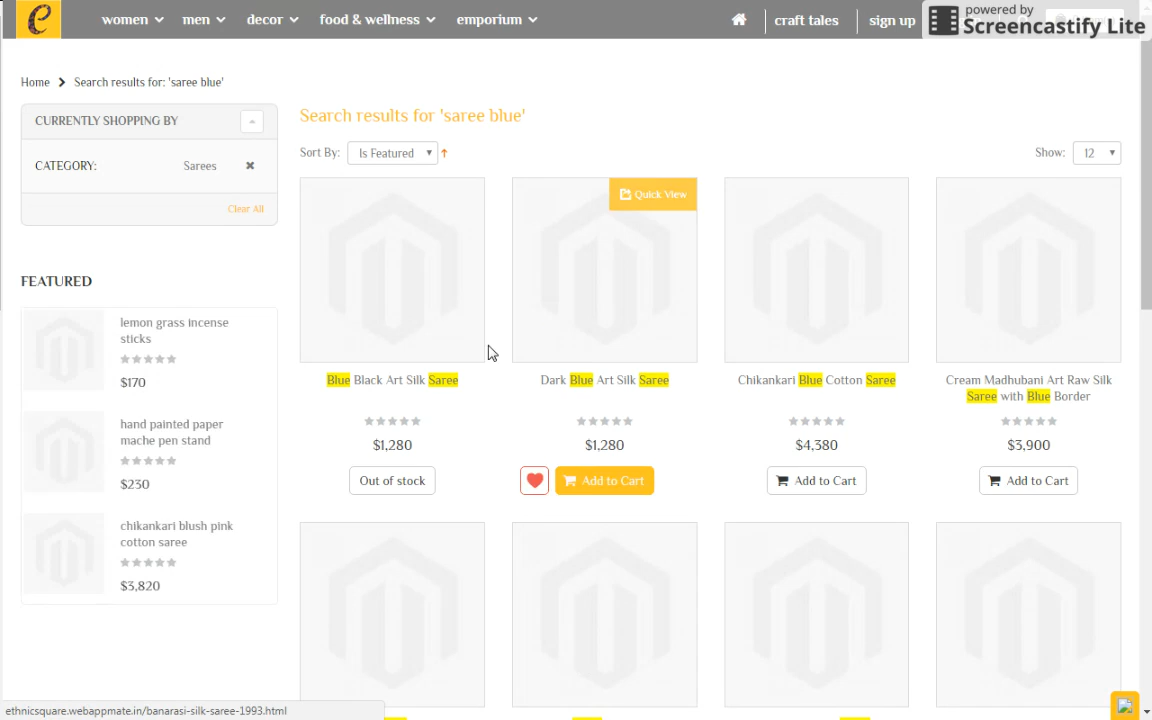 women men decor food & wellness emporium craft tales sign up
powered by
Screencastify Lite
Home Search results for: 'saree blue'
CURRENTLY SHOPPING BY
CATEGORY: Sarees
Clear All
FEATURED
lemon grass incense
sticks
$170
hand painted paper
mache pen stand
$230
chikankari blush pink
cotton saree
$3,820
Search results for 'saree blue'
Sort By: Is Featured
Show: 12
Quick View
Blue Black Art Silk Saree
$1,280
Out of stock
Dark Blue Art Silk Saree
$1,280
Add to Cart
Chikankari Blue Cotton Saree
$4,380
Add to Cart
Cream Madhubani Art Raw Silk
Saree with Blue Border
$3,900
Add to Cart
ethnicsquare.webappmate.in/banarasi-silk-saree-1993.html